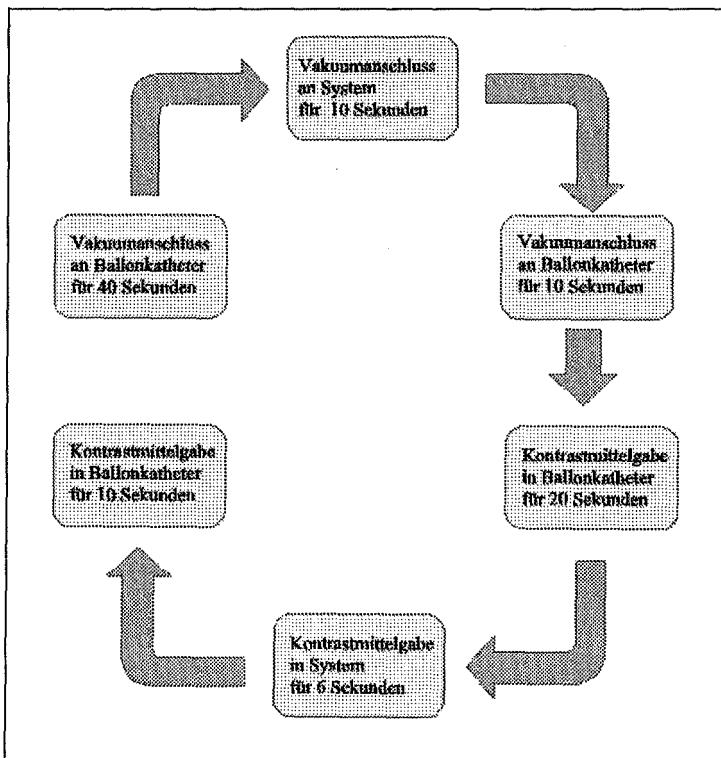 Vakuumanschluss
an System
für 10 Sekunden
Vakuumanschluss
an Ballonkatheter
für 10 Sekunden
Kontrastmittelgabe
in Ballonkatheter
für 20 Sekunden
Kontrastmittelgabe
in System
für 6 Sekunden
Kontrastmittelgabe
in Ballonkatheter
für 10 Sekunden
Vakuumanschluss
an Ballonkatheter
für 40 Sekunden